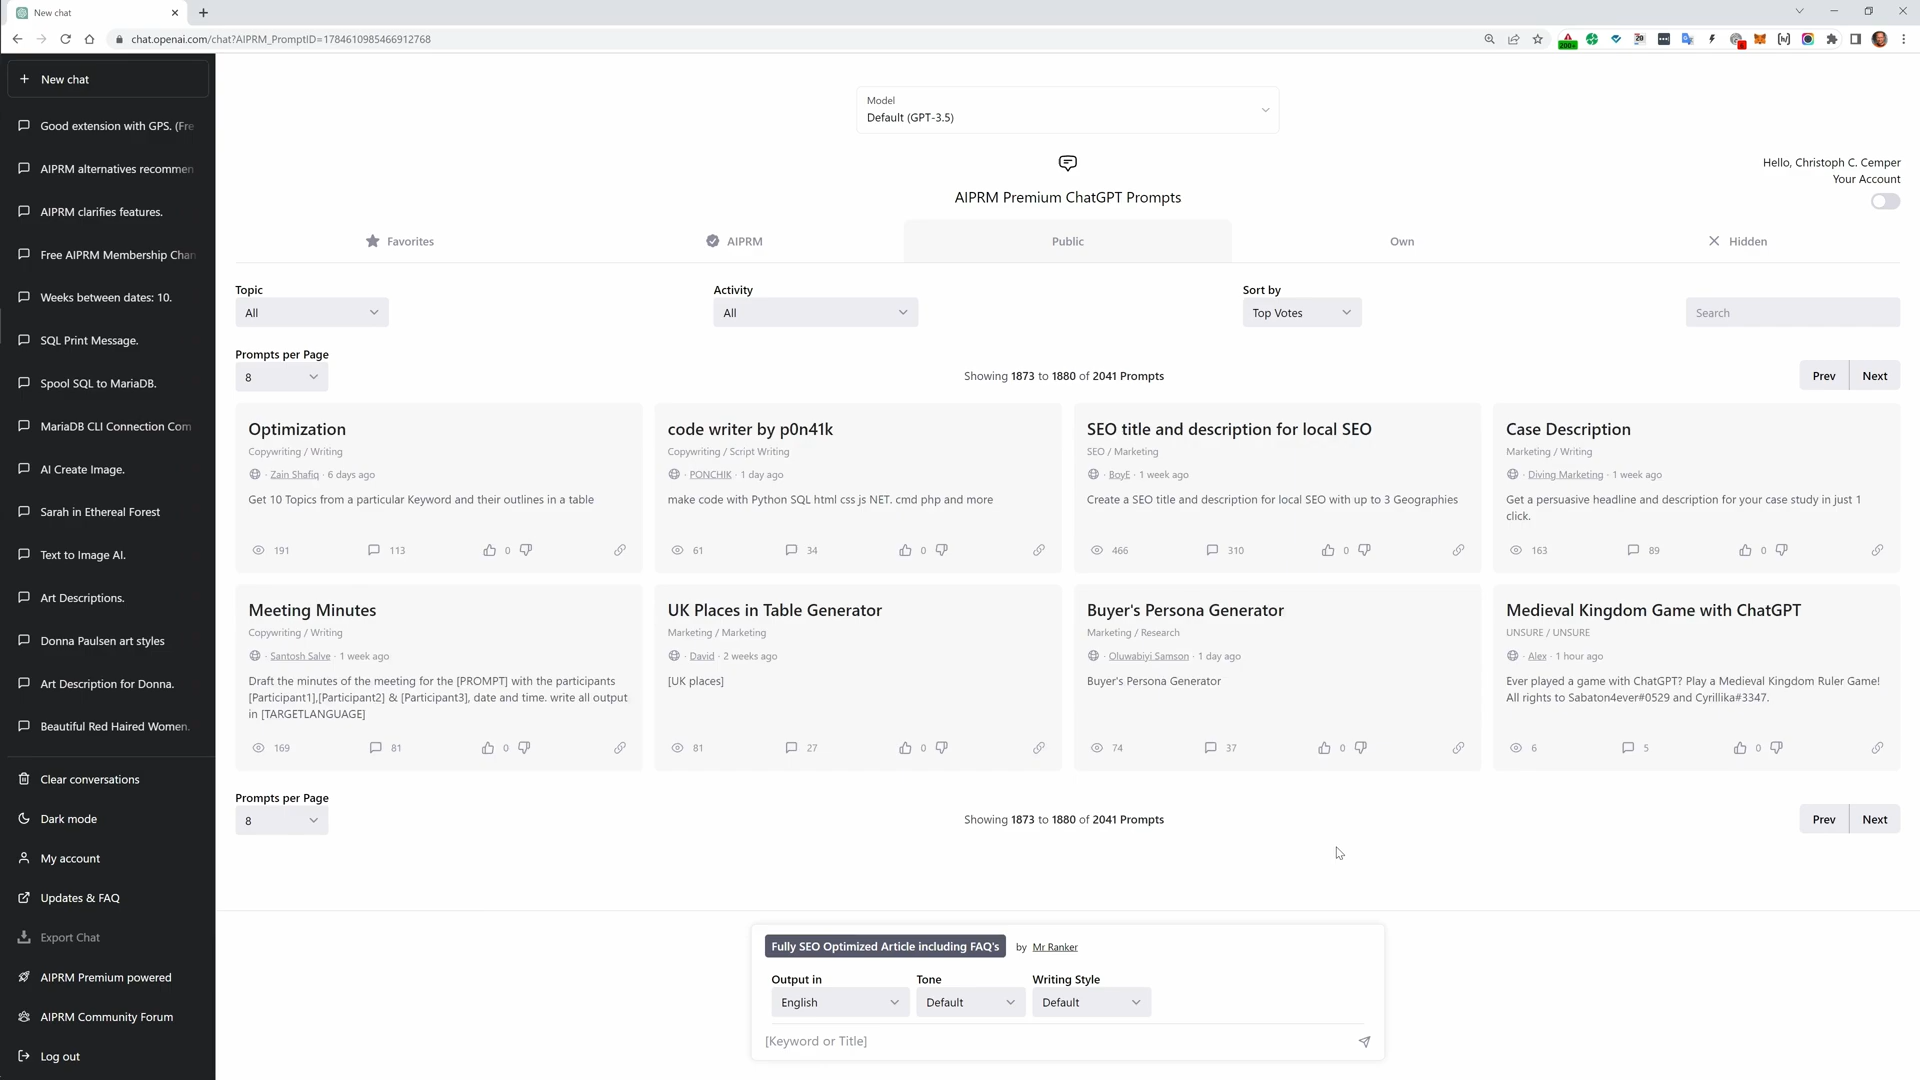 New chat
chat.openai.com/chat?AIPRM_PromptID=1784610985466912768
New chat
Good extension with GPS. (Fre
AIPRM alternatives recommen
AIPRM clarifies features.
Free AIPRM Membership Chan
Weeks between dates: 10.
SQL Print Message.
Spool SQL to MariaDB.
MariaDB CLI Connection Com
AI Create Image.
Sarah in Ethereal Forest
Text to Image AI.
Art Descriptions.
Donna Paulsen art styles
Art Description for Donna.
Beautiful Red Haired Women.
Clear conversations
Dark mode
My account
Updates & FAQ
Export Chat
AIPRM Premium powered
AIPRM Community Forum
Log out
Model
Default (GPT-3.5)
Hello, Christoph C. Cemper
Your Account
AIPRM Premium ChatGPT Prompts
Favorites
AIPRM
Public
Own
Hidden
Topic
All
Activity
All
Sort by
Top Votes
Search
Prompts per Page
8
Showing 1873 to 1880 of 2041 Prompts
Prev
Next
Optimization
Copywriting / Writing
· Zain Shafiq · 6 days ago
Get 10 Topics from a particular Keyword and their outlines in a table
191 113 0
code writer by p0n41k
Copywriting / Script Writing
· PONCHIK · 1 day ago
make code with Python SQL html css js NET. cmd php and more
61 34 0
SEO title and description for local SEO
SEO / Marketing
· BoyE · 1 week ago
Create a SEO title and description for local SEO with up to 3 Geographies
466 310 0
Case Description
Marketing / Writing
· Diving Marketing · 1 week ago
Get a persuasive headline and description for your case study in just 1
click.
163 89 0
Meeting Minutes
Copywriting / Writing
· Santosh Salve · 1 week ago
Draft the minutes of the meeting for the [PROMPT] with the participants
[Participant1],[Participant2] & [Participant3], date and time. write all output
in [TARGETLANGUAGE]
169 81 0
UK Places in Table Generator
Marketing / Marketing
· David · 2 weeks ago
[UK places]
81 27 0
Buyer's Persona Generator
Marketing / Research
· Oluwabiyi Samson · 1 day ago
Buyer's Persona Generator
74 37 0
Medieval Kingdom Game with ChatGPT
UNSURE / UNSURE
· Alex · 1 hour ago
Ever played a game with ChatGPT? Play a Medieval Kingdom Ruler Game!
All rights to Sabaton4ever#0529 and Cyrillika#3347.
6 5 0
Prompts per Page
8
Showing 1873 to 1880 of 2041 Prompts
Prev
Next
Fully SEO Optimized Article including FAQ's by Mr Ranker
Output in
English
Tone
Default
Writing Style
Default
[Keyword or Title]